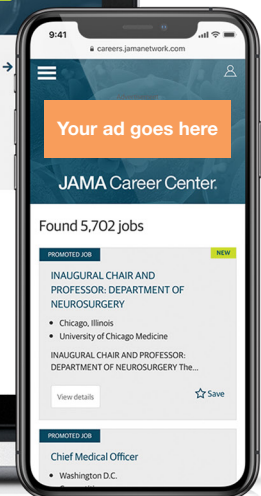 9:41
careers.jamanetwork.com
Your ad goes here
JAMA Career Center.
Found 5,702 jobs
PROMOTED JOB
NEW
INAUGURAL CHAIR AND
PROFESSOR: DEPARTMENT OF
NEUROSURGERY
Chicago, Illinois
University of Chicago Medicine
INAUGURAL CHAIR AND PROFESSOR:
DEPARTMENT OF NEUROSURGERY The...
View details
Save
PROMOTED JOB
Chief Medical Officer
Washington D.C.